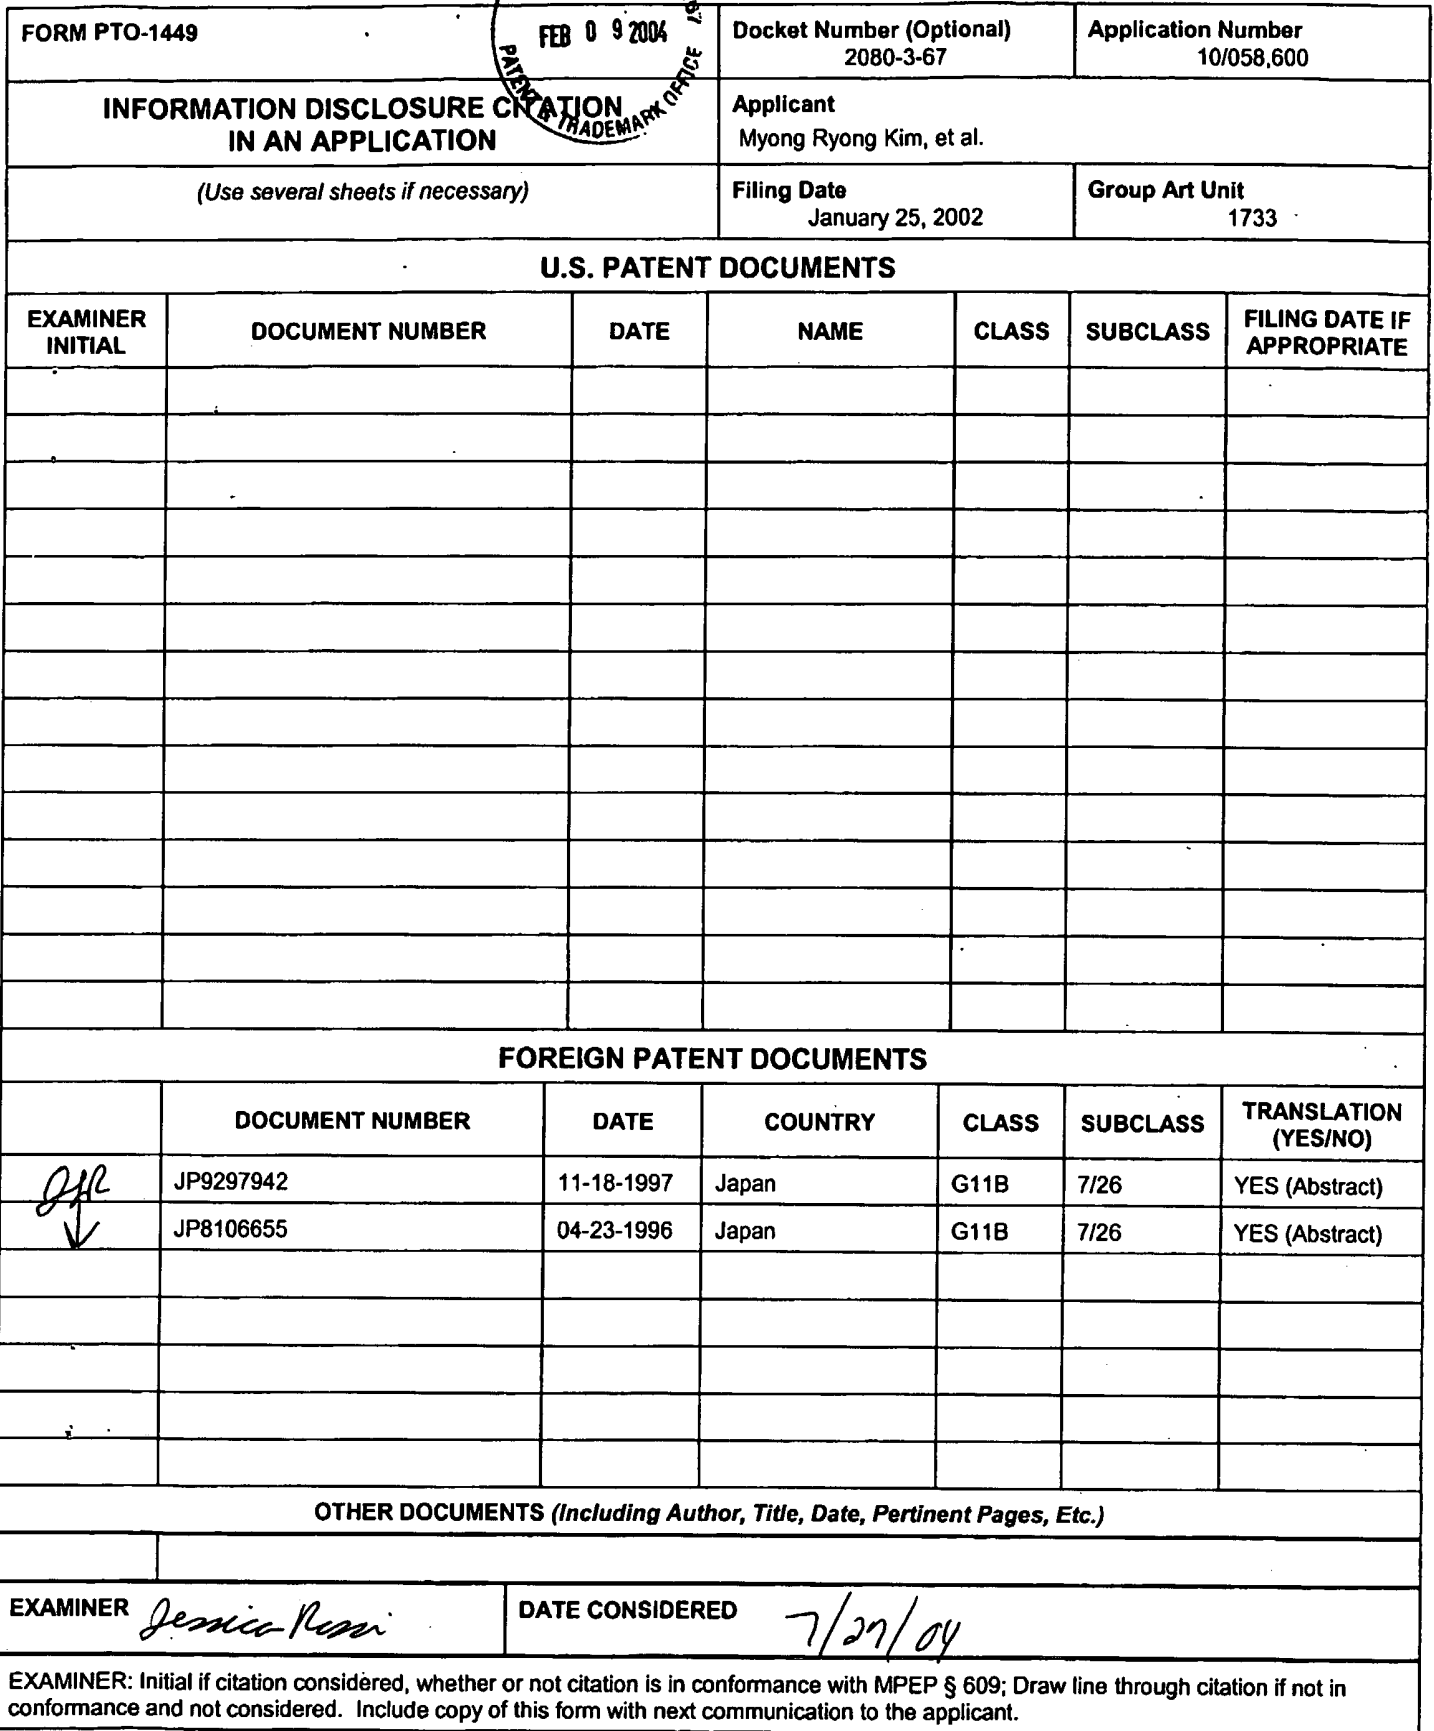 FORM PTO-1449
FEB 0 9 2004
PATENT & TRADEMARK OFFICE
Docket Number (Optional)
2080-3-67
Application Number
10/058,600
INFORMATION DISCLOSURE CITATION
IN AN APPLICATION
Applicant
Myong Ryong Kim, et al.
(Use several sheets if necessary)
Filing Date
January 25, 2002
Group Art Unit
1733
U.S. PATENT DOCUMENTS
EXAMINER INITIAL DOCUMENT NUMBER DATE NAME CLASS SUBCLASS FILING DATE IF APPROPRIATE
FOREIGN PATENT DOCUMENTS
DOCUMENT NUMBER DATE COUNTRY CLASS SUBCLASS TRANSLATION (YES/NO)
JP9297942 11-18-1997 Japan G11B 7/26 YES (Abstract)
JP8106655 04-23-1996 Japan G11B 7/26 YES (Abstract)
OTHER DOCUMENTS (Including Author, Title, Date, Pertinent Pages, Etc.)
EXAMINER Jessica Rossi DATE CONSIDERED 7/27/04
EXAMINER: Initial if citation considered, whether or not citation is in conformance with MPEP § 609; Draw line through citation if not in
conformance and not considered. Include copy of this form with next communication to the applicant.